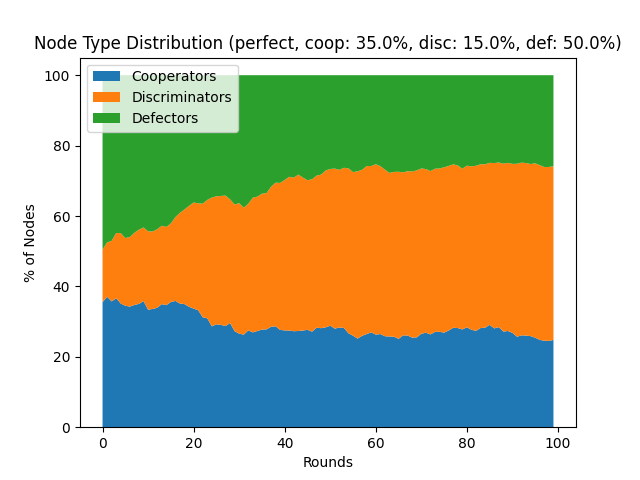 Node Type Distribution (perfect, coop: 35.0%, disc: 15.0%, def: 50.0%)
Cooperators
Discriminators
Defectors
% of Nodes
100
80
60
40
20
0
0 20 40 60 80 100
Rounds